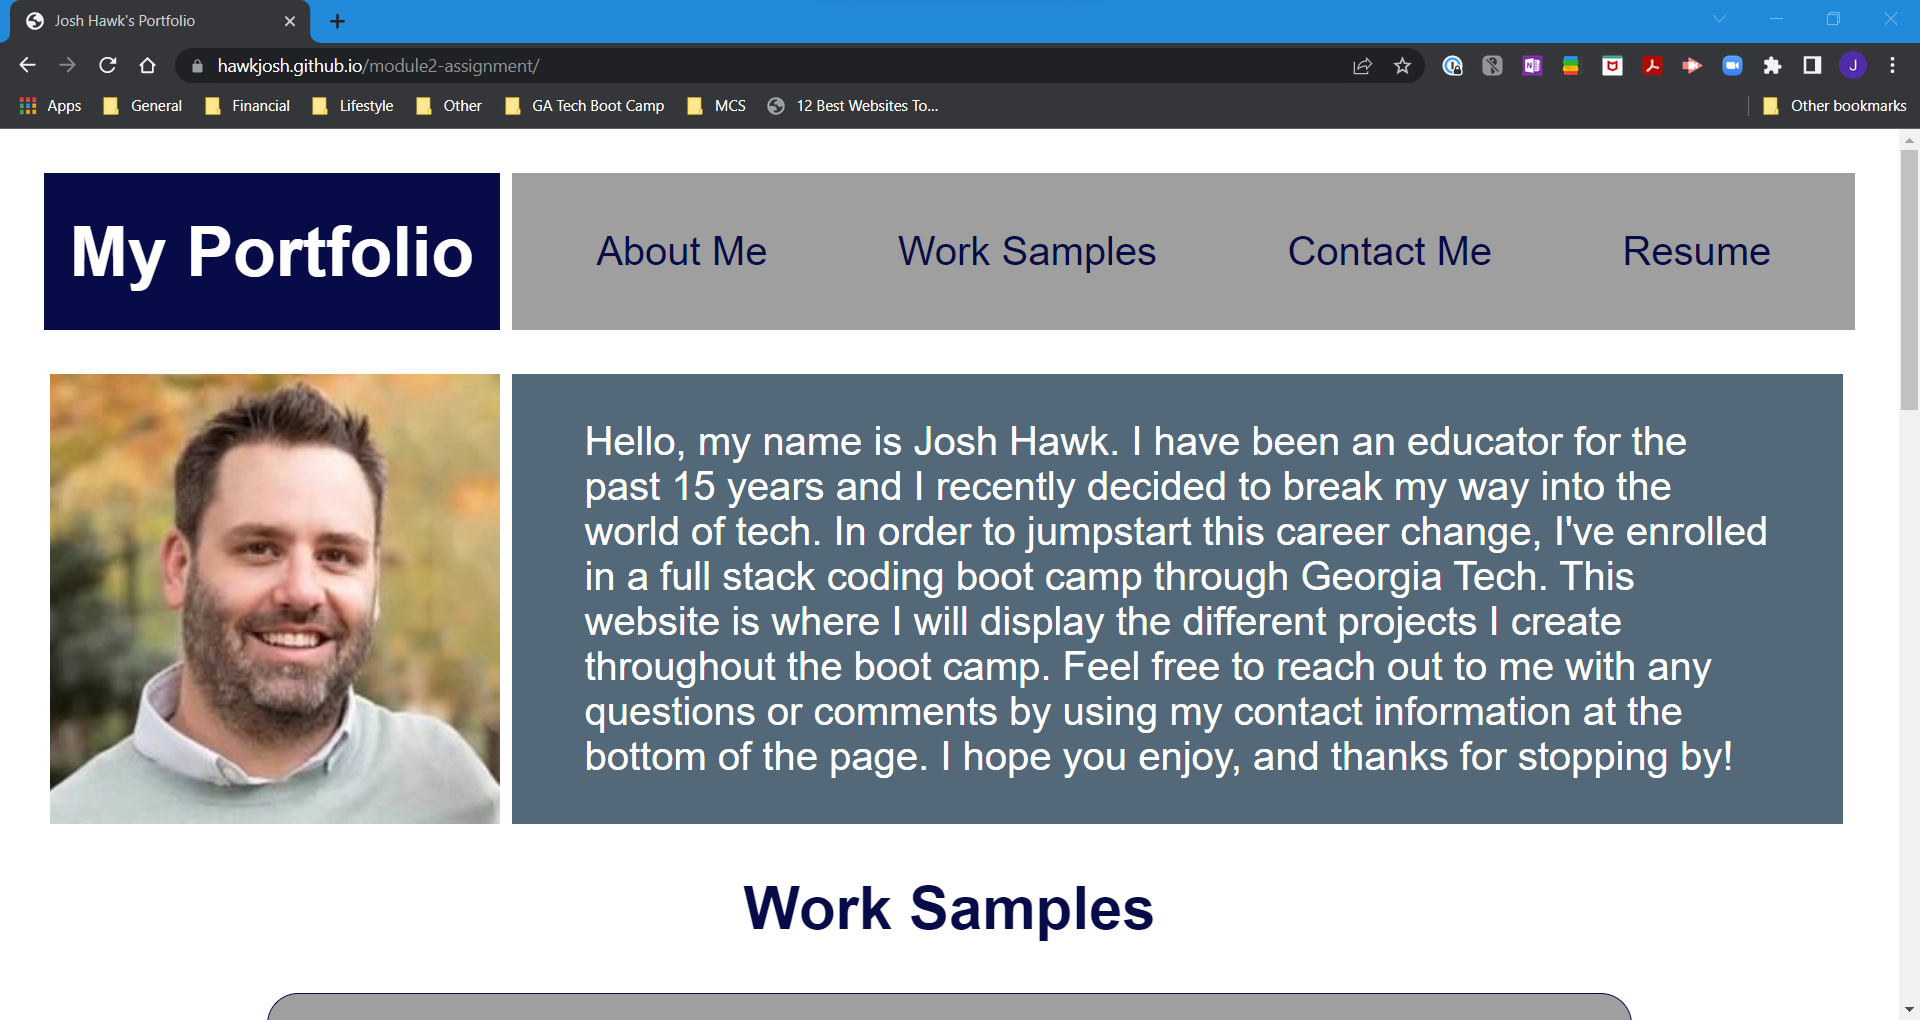 Josh Hawk's Portfolio
hawkjosh.github.io/module2-assignment/
Apps General Financial Lifestyle Other GA Tech Boot Camp MCS 12 Best Websites To... Other bookmarks
My Portfolio
About Me Work Samples Contact Me Resume
Hello, my name is Josh Hawk. I have been an educator for the
past 15 years and I recently decided to break my way into the
world of tech. In order to jumpstart this career change, I've enrolled
in a full stack coding boot camp through Georgia Tech. This
website is where I will display the different projects I create
throughout the boot camp. Feel free to reach out to me with any
questions or comments by using my contact information at the
bottom of the page. I hope you enjoy, and thanks for stopping by!
Work Samples